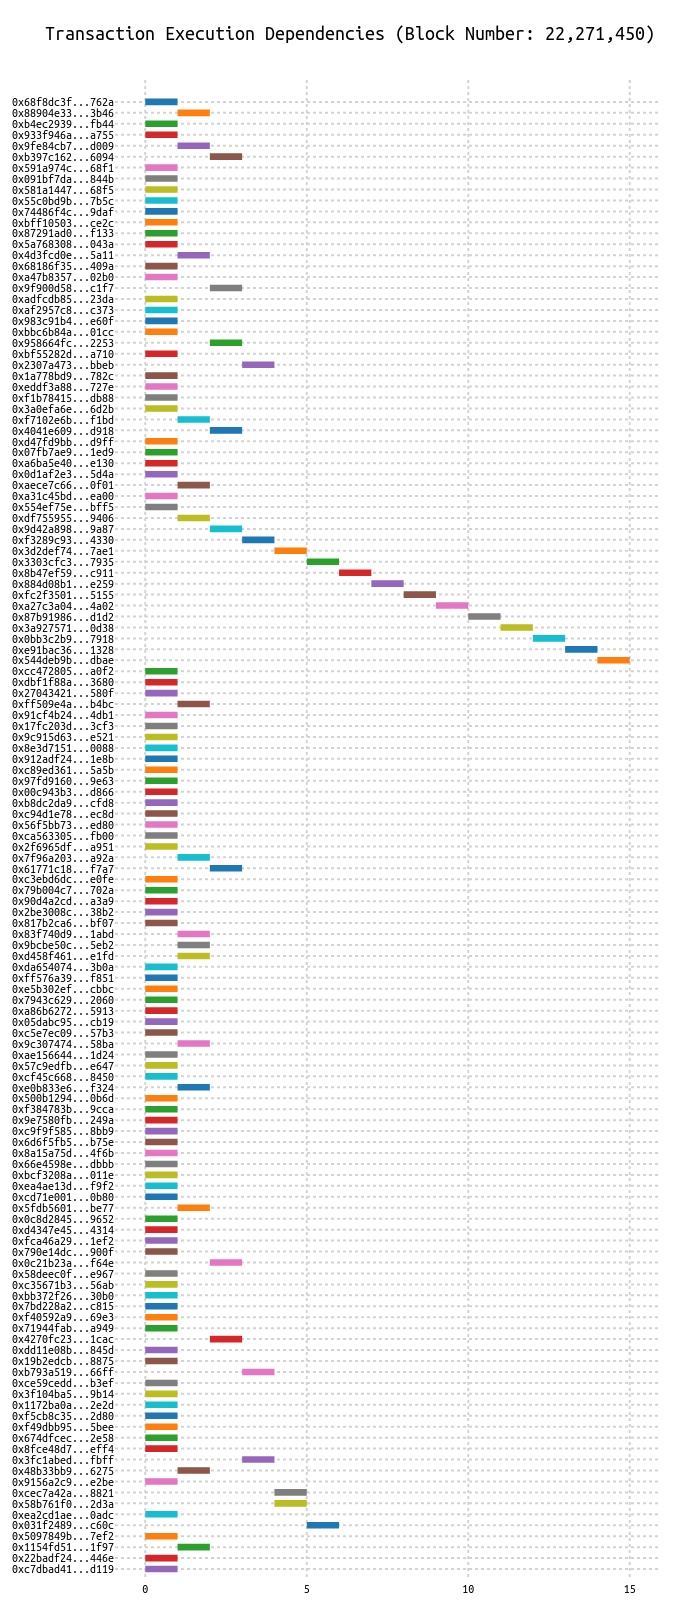 Transaction Execution Dependencies (Block Number: 22,271,450)
0x68f8dc3f...762a
0x88904e33...3b46
0xb4ec2939...fb44
0x933f946a...a755
0x9fe84cb7...d009
0xb397c162...6094
0x591a974c...68f1
0x091bf7da...844b
0x581a1447...68f5
0x55c0bd9b...7b5c
0x74486f4c...9daf
0xbff10503...ce2c
0x87291ad0...f133
0x5a768308...043a
0x4d3fcd0e...5a11
0x68186f35...409a
0xa47b8357...02b0
0x9f900d58...c1f7
0xadfcdb85...23da
0xaf2957c8...c373
0x983c91b4...e60f
0xbbc6b84a...01cc
0x958664fc...2253
0xbf55282d...a710
0x2307a473...bbeb
0x1a778bd9...782c
0xeddf3a88...727e
0xf1b78415...db88
0x3a0efa6e...6d2b
0xf7102e6b...f1bd
0x4041e609...d918
0xd47fd9bb...d9ff
0x07fb7ae9...1ed9
0xa6ba5e40...e130
0x0d1af2e3...5d4a
0xaece7c66...0f01
0xa31c45bd...ea00
0x554ef75e...bff5
0xdf755955...9406
0x9d42a898...9a87
0xf3289c93...4330
0x3d2def74...7ae1
0x3303cfc3...7935
0x8b47ef59...c911
0x884d08b1...e259
0xfc2f3501...5155
0xa27c3a04...4a02
0x87b91986...d1d2
0x3a927571...0d38
0x0bb3c2b9...7918
0xe91bac36...1328
0x544deb9b...dbae
0xcc472805...a0f2
0xdbf1f88a...3680
0x27043421...580f
0xff509e4a...b4bc
0x91cf4b24...4db1
0x17fc203d...3cf3
0x9c915d63...e521
0x8e3d7151...0088
0x912adf24...1e8b
0xc89ed361...5a5b
0x97fd9160...9e63
0x00c943b3...d866
0xb8dc2da9...cfd8
0xc94d1e78...ec8d
0x56f5bb73...ed80
0xca563305...fb00
0x2f6965df...a951
0x7f96a203...a92a
0x61771c18...f7a7
0xc3ebd6dc...e0fe
0x79b004c7...702a
0x90d4a2cd...a3a9
0x2be3008c...38b2
0x817b2ca6...bf07
0x83f740d9...1abd
0x9bcbe50c...5eb2
0xd458f461...e1fd
0xda654074...3b0a
0xff576a39...f851
0xe5b302ef...cbbc
0x7943c629...2060
0xa86b6272...5913
0x05dabc95...cb19
0xc5e7ec09...57b3
0x9c307474...58ba
0xae156644...1d24
0x57c9edfb...e647
0xcf45c668...8450
0xe0b833e6...f324
0x500b1294...0b6d
0xf384783b...9cca
0x9e7580fb...249a
0xc9f9f585...8bb9
0x6d6f5fb5...b75e
0x8a15a75d...4f6b
0x66e4598e...dbbb
0xbcf3208a...011e
0xea4ae13d...f9f2
0xcd71e001...0b80
0x5fdb5601...be77
0x0c8d2845...9652
0xd4347e45...4314
0xfca46a29...1ef2
0x790e14dc...900f
0x0c21b23a...f64e
0x58deec0f...e967
0xc35671b3...56ab
0xbb372f26...30b0
0x7bd228a2...c815
0xf40592a9...69e3
0x71944fab...a949
0x4270fc23...1cac
0xdd11e08b...845d
0x19b2edcb...8875
0xb793a519...66ff
0xce59cedd...b3ef
0x3f104ba5...9b14
0x1172ba0a...2e2d
0xf5cb8c35...2d80
0xf49dbb95...5bee
0x674dfcec...2e58
0x8fce48d7...eff4
0x3fc1abed...fbff
0x48b33bb9...6275
0x9156a2c9...e2be
0xcec7a42a...8821
0x58b761f0...2d3a
0xea2cd1ae...0adc
0x031f2489...c60c
0x5097849b...7ef2
0x1154fd51...1f97
0x22badf24...446e
0xc7dbad41...d119
0 5 10 15